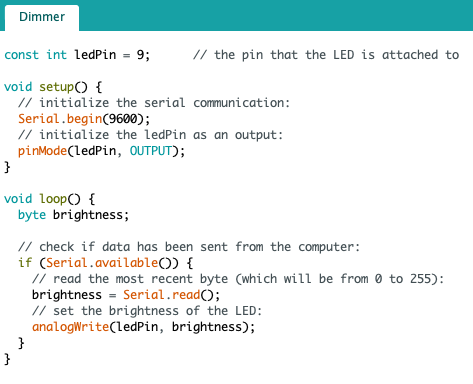 Dimmer
const int ledPin = 9;      // the pin that the LED is attached to
void setup() {
  // initialize the serial communication:
  Serial.begin(9600);
  // initialize the ledPin as an output:
  pinMode(ledPin, OUTPUT);
}
void loop() {
  byte brightness;
  // check if data has been sent from the computer:
  if (Serial.available()) {
    // read the most recent byte (which will be from 0 to 255):
    brightness = Serial.read();
    // set the brightness of the LED:
    analogWrite(ledPin, brightness);
  }
}